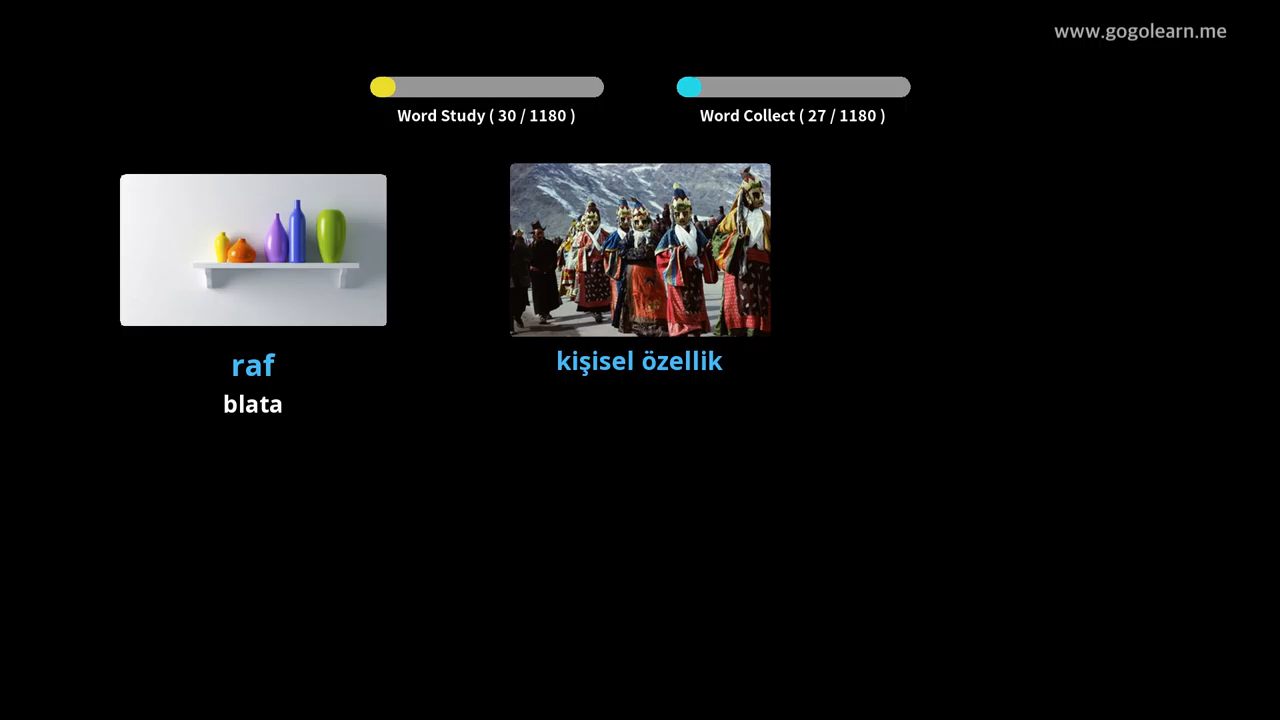 www.gogolearn.me
Word Study ( 30 / 1180 )
Word Collect ( 27 / 1180 )
raf
blata
kişisel özellik